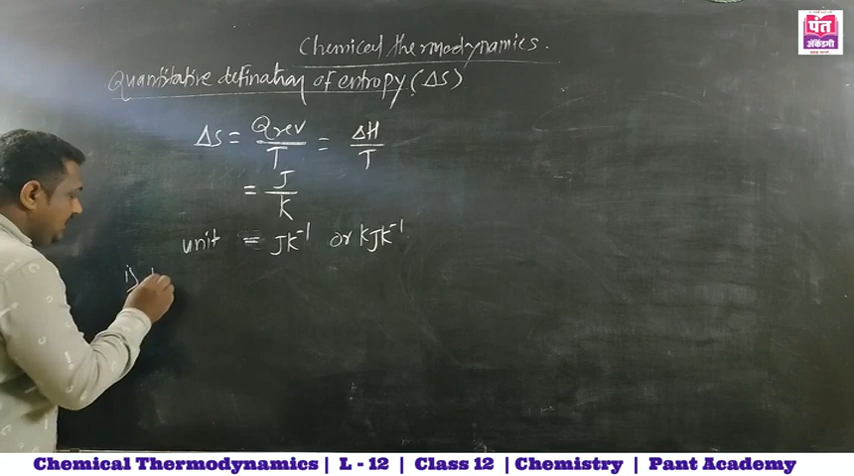 पंत
अ‍ॅकॅडमी
Chemical thermodynamics.
Quantitative defination of entropy (ΔS)
ΔS = Qrev/T = ΔH/T
= J/K
unit = JK⁻¹ or KJK⁻¹
Chemical Thermodynamics | L - 12 | Class 12 | Chemistry | Pant Academy